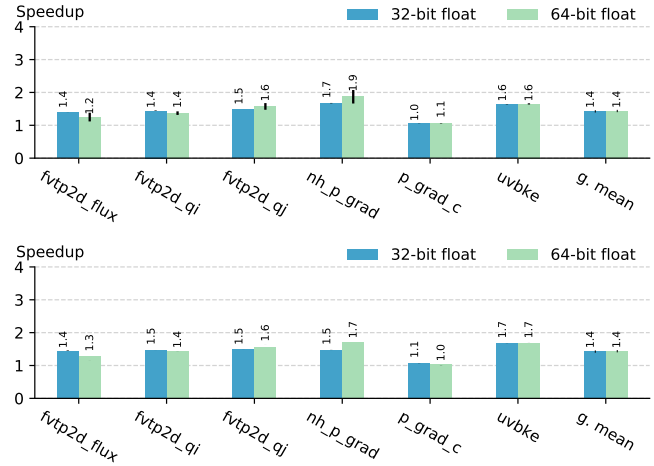 Speedup
32-bit float 64-bit float
4
3
2
1
0
1.4 1.2 1.4 1.4 1.5 1.6 1.7 1.9 1.0 1.1 1.6 1.6 1.4 1.4
fvtp2d_flux fvtp2d_qi fvtp2d_qj nh_p_grad p_grad_c uvbke g. mean
Speedup
32-bit float 64-bit float
4
3
2
1
0
1.4 1.3 1.5 1.4 1.5 1.6 1.5 1.7 1.1 1.0 1.7 1.7 1.4 1.4
fvtp2d_flux fvtp2d_qi fvtp2d_qj nh_p_grad p_grad_c uvbke g. mean